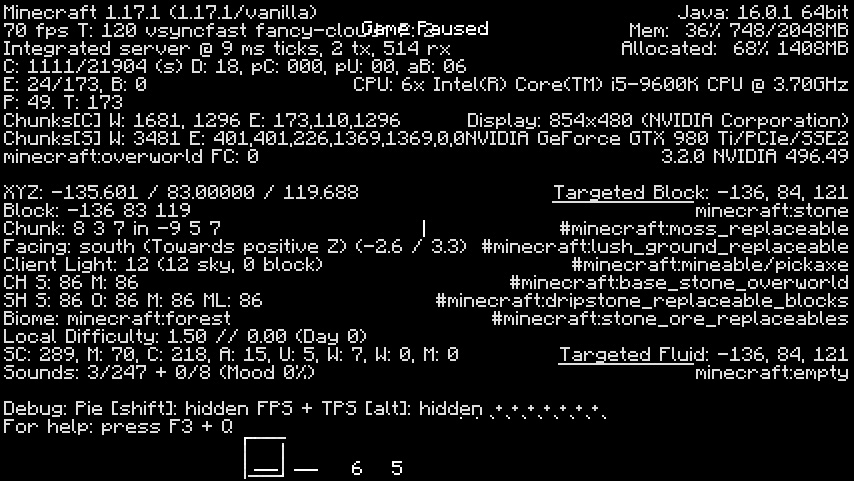 Minecraft 1.17.1 (1.17.1/vanilla)
Java: 16.0.1 64bit
Game Paused
70 fps T: 120 vsyncfast fancy-clouds B: 2
Mem: 36% 748/2048MB
Integrated server @ 9 ms ticks, 2 tx, 514 rx
Allocated: 68% 1408MB
C: 1111/21904 (s) D: 18, pC: 000, pU: 00, aB: 06
E: 24/173, B: 0
CPU: 6x Intel(R) Core(TM) i5-9600K CPU @ 3.70GHz
P: 49. T: 173
Chunks[C] W: 1681, 1296 E: 173,110,1296
Display: 854x480 (NVIDIA Corporation)
Chunks[S] W: 3481 E: 401,401,226,1369,1369,0,0
NVIDIA GeForce GTX 980 Ti/PCIe/SSE2
minecraft:overworld FC: 0
3.2.0 NVIDIA 496.49
XYZ: -135.601 / 83.00000 / 119.688
Targeted Block: -136, 84, 121
Block: -136 83 119
minecraft:stone
Chunk: 8 3 7 in -9 5 7
#minecraft:moss_replaceable
Facing: south (Towards positive Z) (-2.6 / 3.3)
#minecraft:lush_ground_replaceable
Client Light: 12 (12 sky, 0 block)
#minecraft:mineable/pickaxe
CH S: 86 M: 86
#minecraft:base_stone_overworld
SH S: 86 O: 86 M: 86 ML: 86
#minecraft:dripstone_replaceable_blocks
Biome: minecraft:forest
#minecraft:stone_ore_replaceables
Local Difficulty: 1.50 // 0.00 (Day 0)
SC: 289, M: 70, C: 218, A: 15, U: 5, W: 7, W: 0, M: 0
Targeted Fluid: -136, 84, 121
Sounds: 3/247 + 0/8 (Mood 0%)
minecraft:empty
Debug: Pie [shift]: hidden FPS + TPS [alt]: hidden
For help: press F3 + Q
6 5